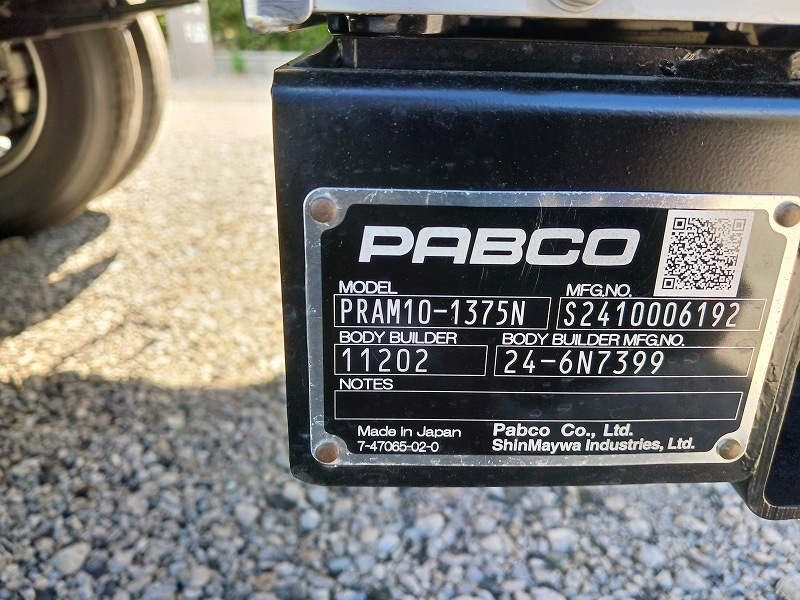 PABCO
MODEL MFG.NO.
PRAM10-1375N S2410006192
BODY BUILDER BODY BUILDER MFG.NO.
11202 24-6N7399
NOTES
Made in Japan Pabco Co., Ltd.
7-47065-02-0 ShinMaywa Industries, Ltd.